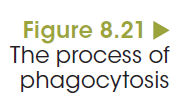 Figure 8.21 ▶
The process of
phagocytosis